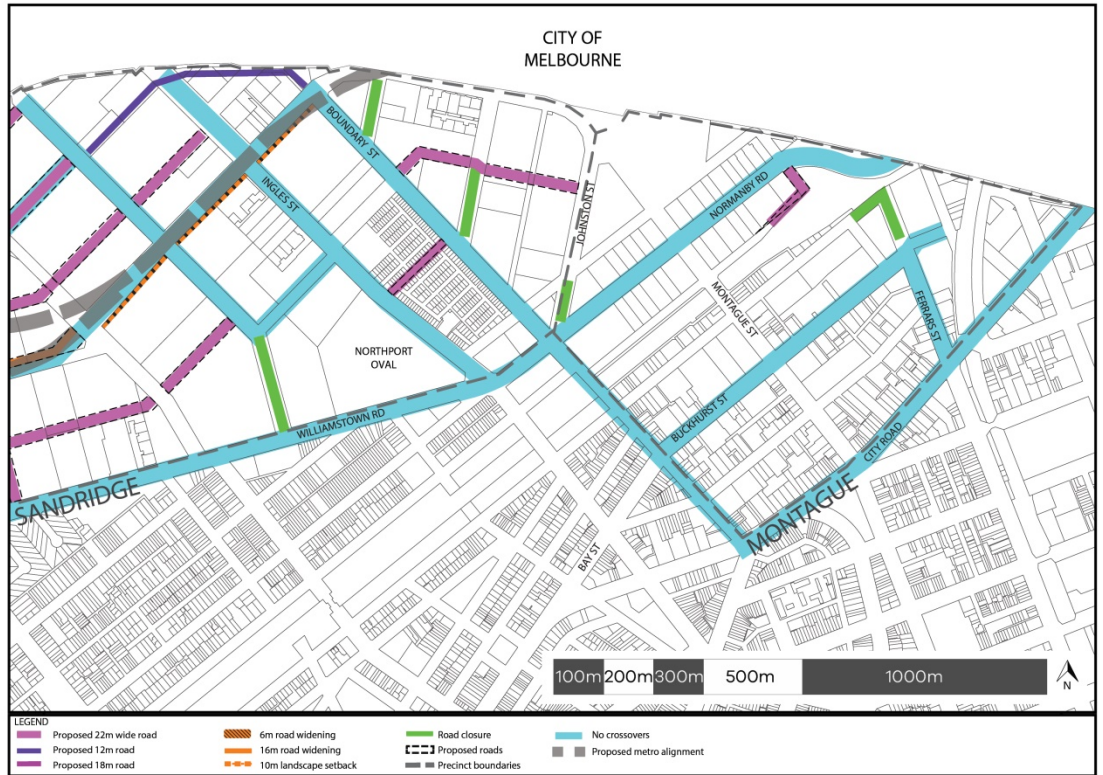 CITY OF
MELBOURNE
BOUNDARY ST
INGLES ST
JOHNSTON ST
NORMANBY RD
MONTAGUE ST
FERRARS ST
NORTHPORT
OVAL
WILLIAMSTOWN RD
BUCKHURST ST
CITY ROAD
SANDRIDGE
MONTAGUE
BAY ST
100m 200m 300m 500m 1000m
N
LEGEND
Proposed 22m wide road
Proposed 12m road
Proposed 18m road
6m road widening
16m road widening
10m landscape setback
Road closure
Proposed roads
Precinct boundaries
No crossovers
Proposed metro alignment